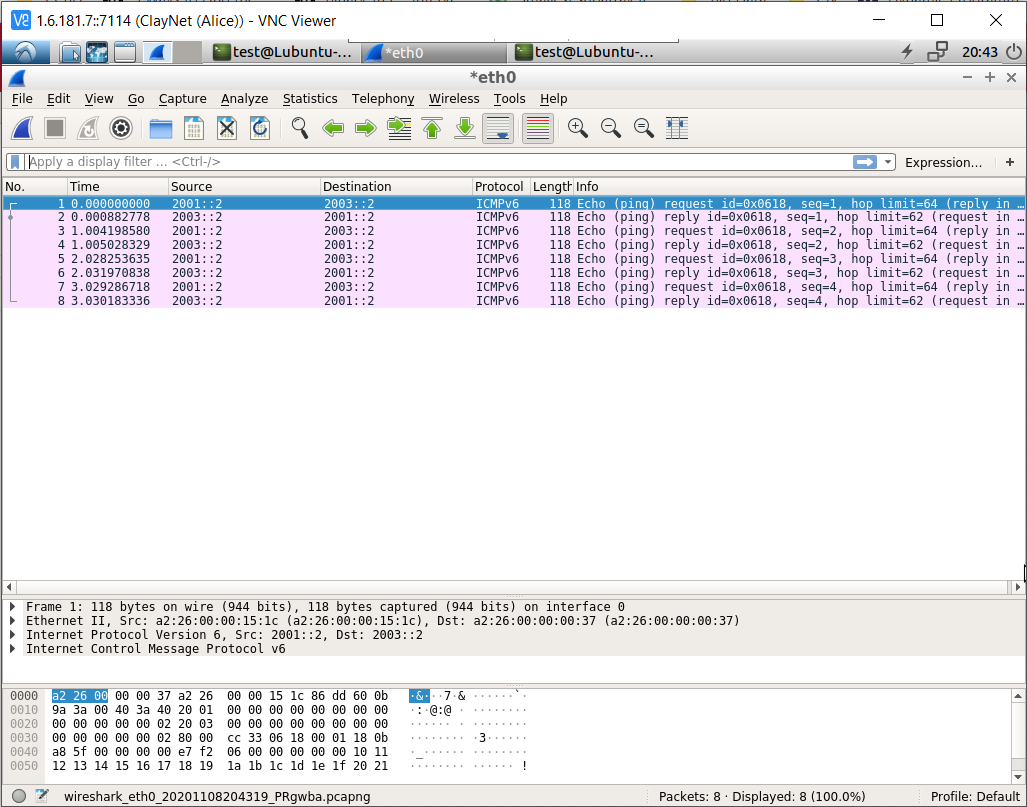 1.6.181.7::7114 (ClayNet (Alice)) - VNC Viewer
test@Lubuntu-... *eth0 test@Lubuntu-... 20:43
*eth0
File Edit View Go Capture Analyze Statistics Telephony Wireless Tools Help
Apply a display filter ... <Ctrl-/> Expression... +
No. Time Source Destination Protocol Length Info
1 0.000000000 2001::2 2003::2 ICMPv6 118 Echo (ping) request id=0x0618, seq=1, hop limit=64 (reply in …
2 0.000882778 2003::2 2001::2 ICMPv6 118 Echo (ping) reply id=0x0618, seq=1, hop limit=62 (request in …
3 1.004198580 2001::2 2003::2 ICMPv6 118 Echo (ping) request id=0x0618, seq=2, hop limit=64 (reply in …
4 1.005028329 2003::2 2001::2 ICMPv6 118 Echo (ping) reply id=0x0618, seq=2, hop limit=62 (request in …
5 2.028253635 2001::2 2003::2 ICMPv6 118 Echo (ping) request id=0x0618, seq=3, hop limit=64 (reply in …
6 2.031970838 2003::2 2001::2 ICMPv6 118 Echo (ping) reply id=0x0618, seq=3, hop limit=62 (request in …
7 3.029286718 2001::2 2003::2 ICMPv6 118 Echo (ping) request id=0x0618, seq=4, hop limit=64 (reply in …
8 3.030183336 2003::2 2001::2 ICMPv6 118 Echo (ping) reply id=0x0618, seq=4, hop limit=62 (request in …
Frame 1: 118 bytes on wire (944 bits), 118 bytes captured (944 bits) on interface 0
Ethernet II, Src: a2:26:00:00:15:1c (a2:26:00:00:15:1c), Dst: a2:26:00:00:00:37 (a2:26:00:00:00:37)
Internet Protocol Version 6, Src: 2001::2, Dst: 2003::2
Internet Control Message Protocol v6
0000 a2 26 00 00 00 37 a2 26 00 00 15 1c 86 dd 60 0b ·&···7·& ······`·
0010 9a 3a 00 40 3a 40 20 01 00 00 00 00 00 00 00 00 ·:·@:@ · ········
0020 00 00 00 00 00 02 20 03 00 00 00 00 00 00 00 00 ······ · ········
0030 00 00 00 00 00 02 80 00 cc 33 06 18 00 01 18 0b ········ ·3······
0040 a8 5f 00 00 00 00 e7 f2 06 00 00 00 00 00 10 11 ·_······ ········
0050 12 13 14 15 16 17 18 19 1a 1b 1c 1d 1e 1f 20 21 ········ ······ !
wireshark_eth0_20201108204319_PRgwba.pcapng Packets: 8 · Displayed: 8 (100.0%) Profile: Default